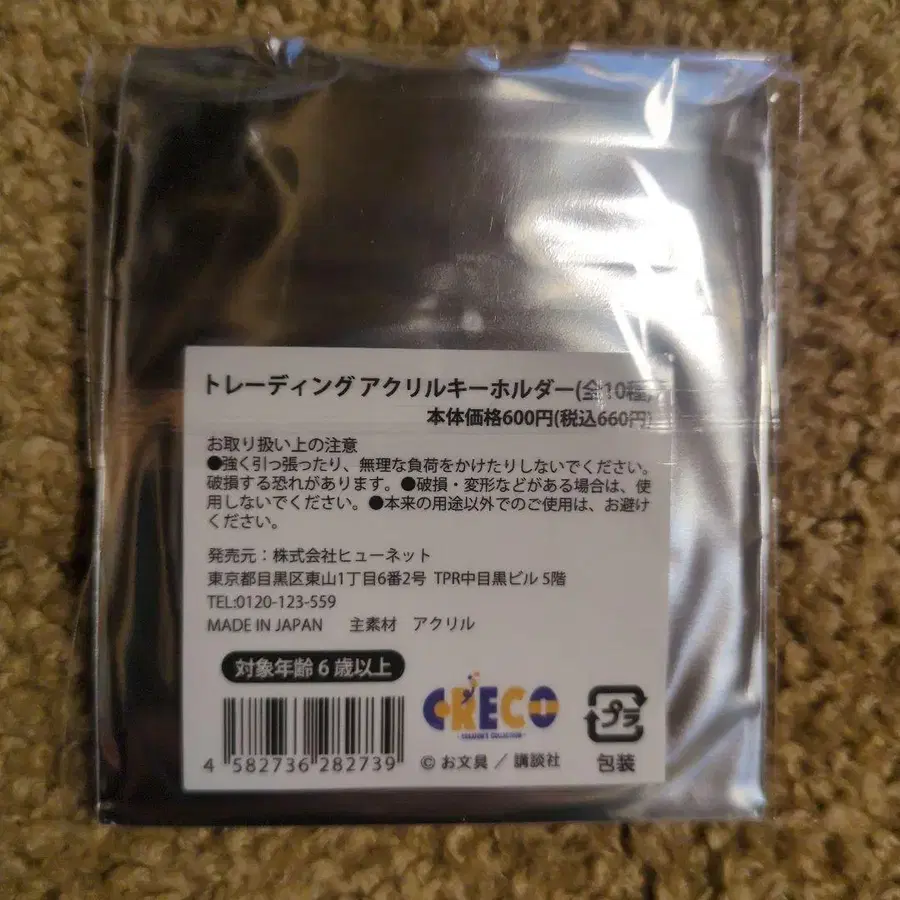 トレーディング アクリルキーホルダー(全10種)
本体価格600円(税込660円)
お取り扱い上の注意
●強く引っ張ったり、無理な負荷をかけたりしないでください。
破損する恐れがあります。●破損・変形などがある場合は、使
用しないでください。●本来の用途以外でのご使用は、お避け
ください。
発売元：株式会社ヒューネット
東京都目黒区東山1丁目6番2号 TPR中目黒ビル 5階
TEL:0120-123-559
MADE IN JAPAN 主素材 アクリル
対象年齢 6 歳以上
CRECO
- CREATOR'S COLLECTION -
プラ
4 582736 282739
© お文具／講談社
包装